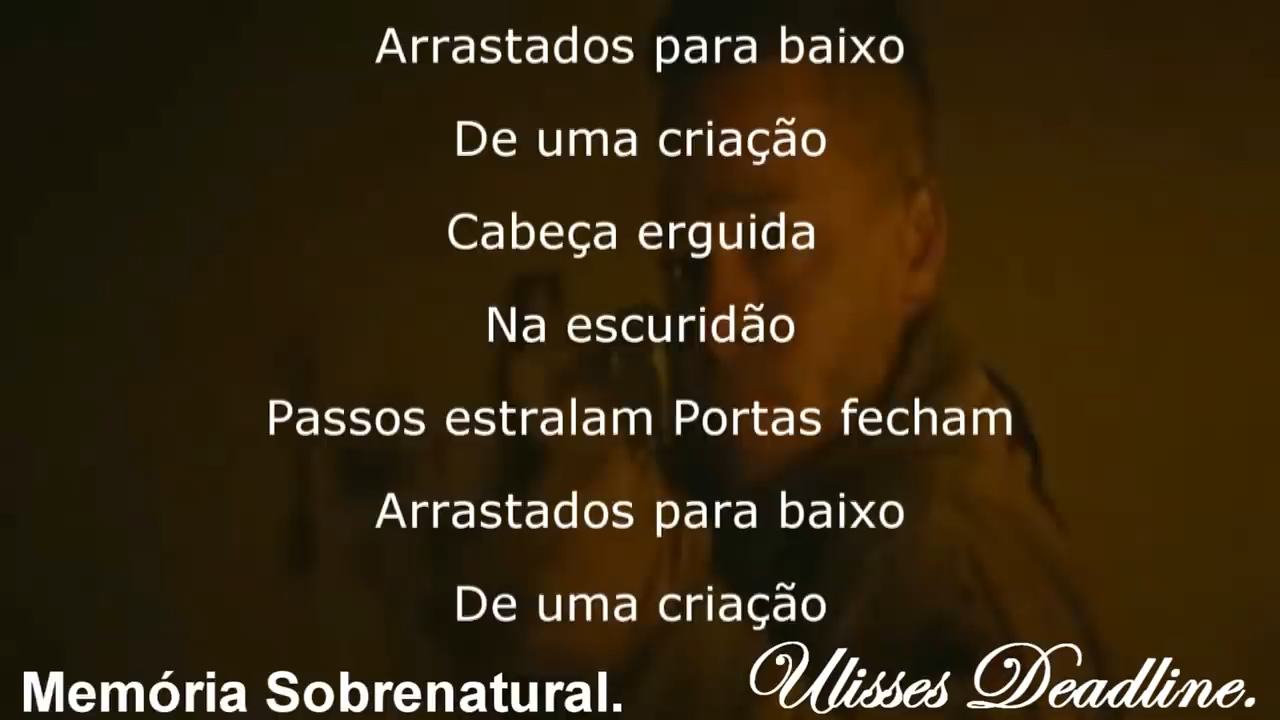 Arrastados para baixo
De uma criação
Cabeça erguida
Na escuridão
Passos estralam Portas fecham
Arrastados para baixo
De uma criação
Memória Sobrenatural.
Ulisses Deadline.